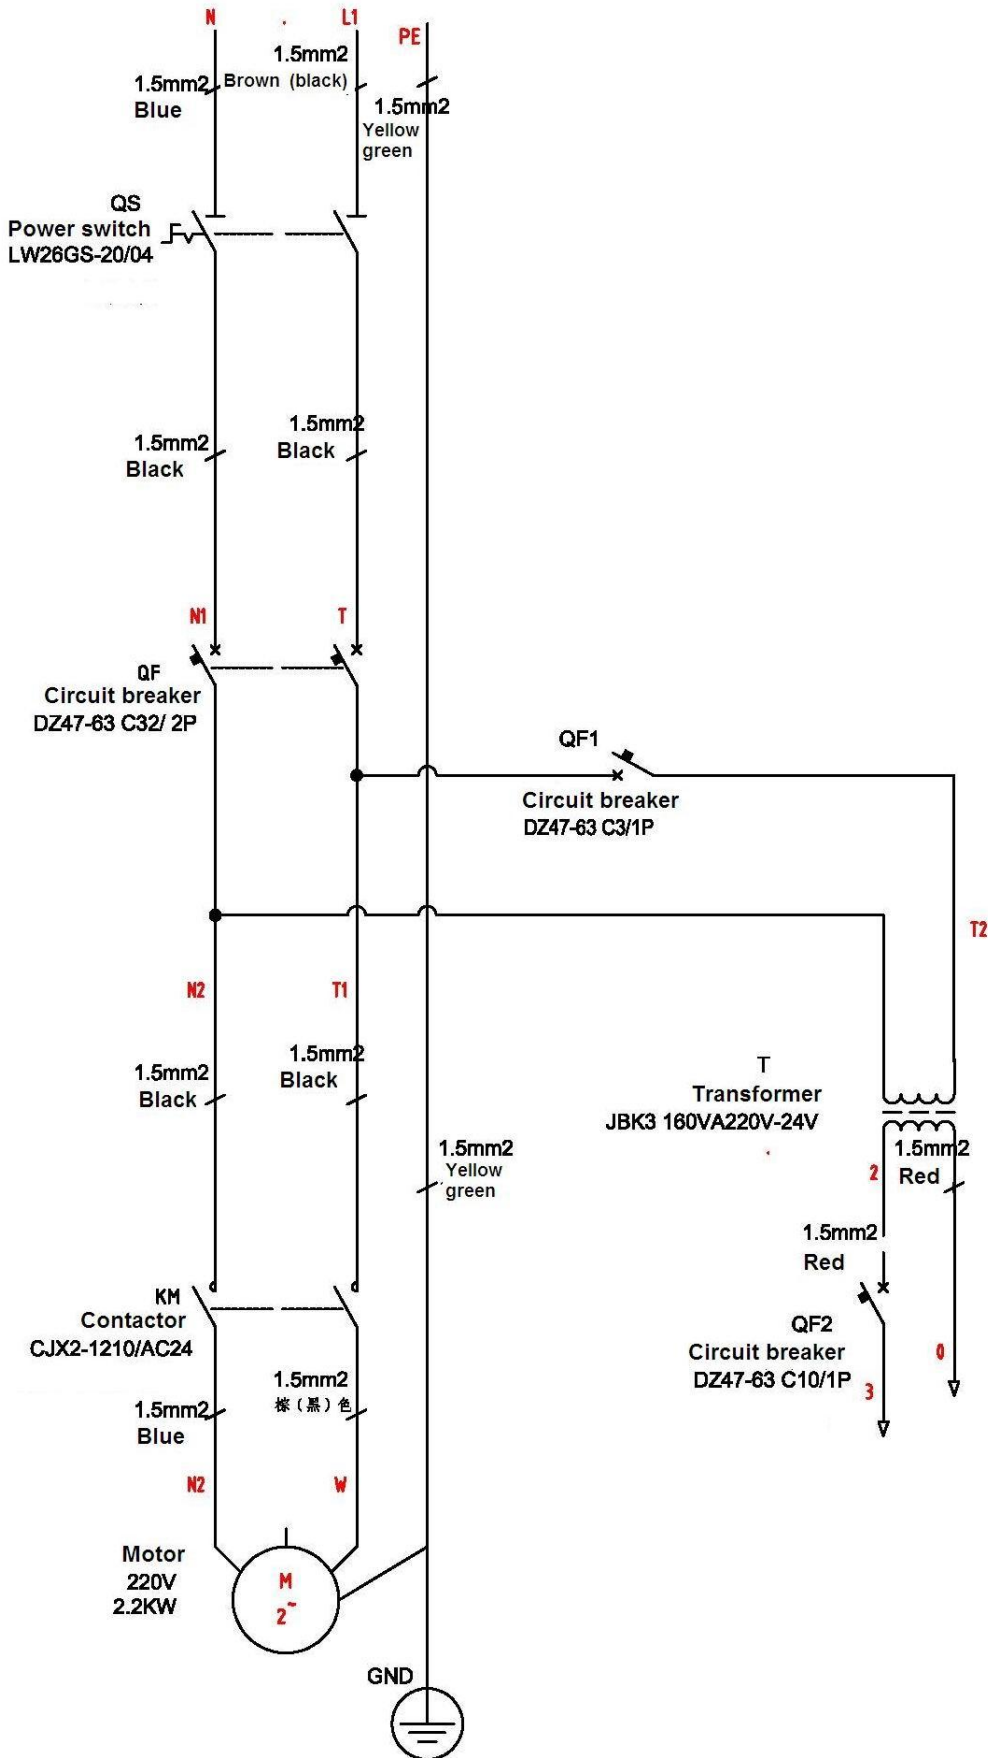 N
L1
PE
1.5mm2
Brown (black)
1.5mm2
Blue
1.5mm2
Yellow
green
QS
Power switch
LW26GS-20/04
1.5mm2
Black
1.5mm2
Black
N1
T
QF
Circuit breaker
DZ47-63 C32/ 2P
QF1
Circuit breaker
DZ47-63 C3/1P
T2
N2
T1
1.5mm2
Black
1.5mm2
Black
T
Transformer
JBK3 160VA220V-24V
1.5mm2
Yellow
green
2
1.5mm2
Red
1.5mm2
Red
KM
Contactor
CJX2-1210/AC24
QF2
Circuit breaker
DZ47-63 C10/1P
0
3
1.5mm2
Blue
1.5mm2
棕（黑）色
N2
W
Motor
220V
2.2KW
M
2~
GND